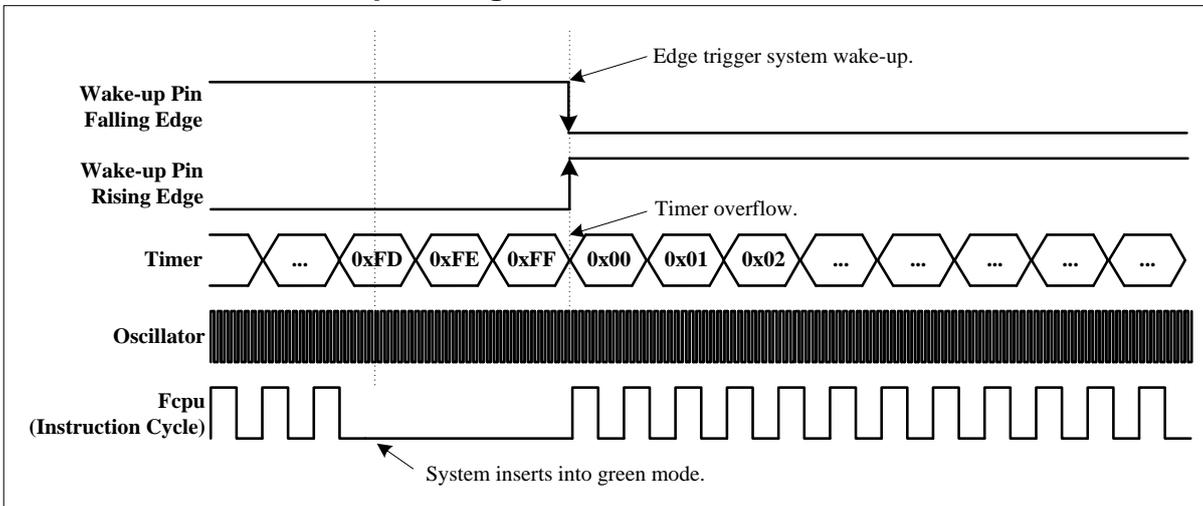 Edge trigger system wake-up.
Wake-up Pin
Falling Edge
Wake-up Pin
Rising Edge
Timer overflow.
Timer
...
0xFD
0xFE
0xFF
0x00
0x01
0x02
...
...
...
...
...
Oscillator
Fcpu
(Instruction Cycle)
System inserts into green mode.